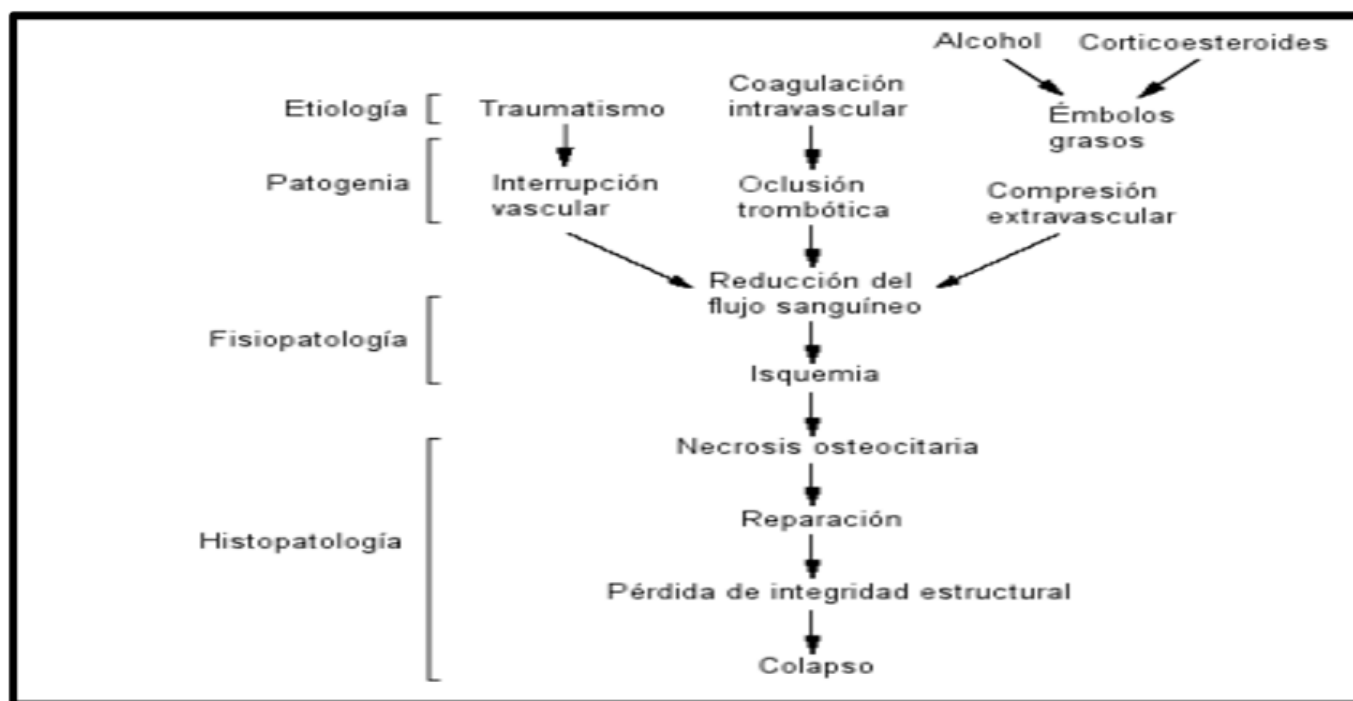 Alcohol Corticoesteroides
Etiología
Traumatismo
Coagulación
intravascular
Émbolos
grasos
Patogenia
Interrupción
vascular
Oclusión
trombótica
Compresión
extravascular
Fisiopatología
Reducción del
flujo sanguíneo
Isquemia
Histopatología
Necrosis osteocitaria
Reparación
Pérdida de integridad estructural
Colapso